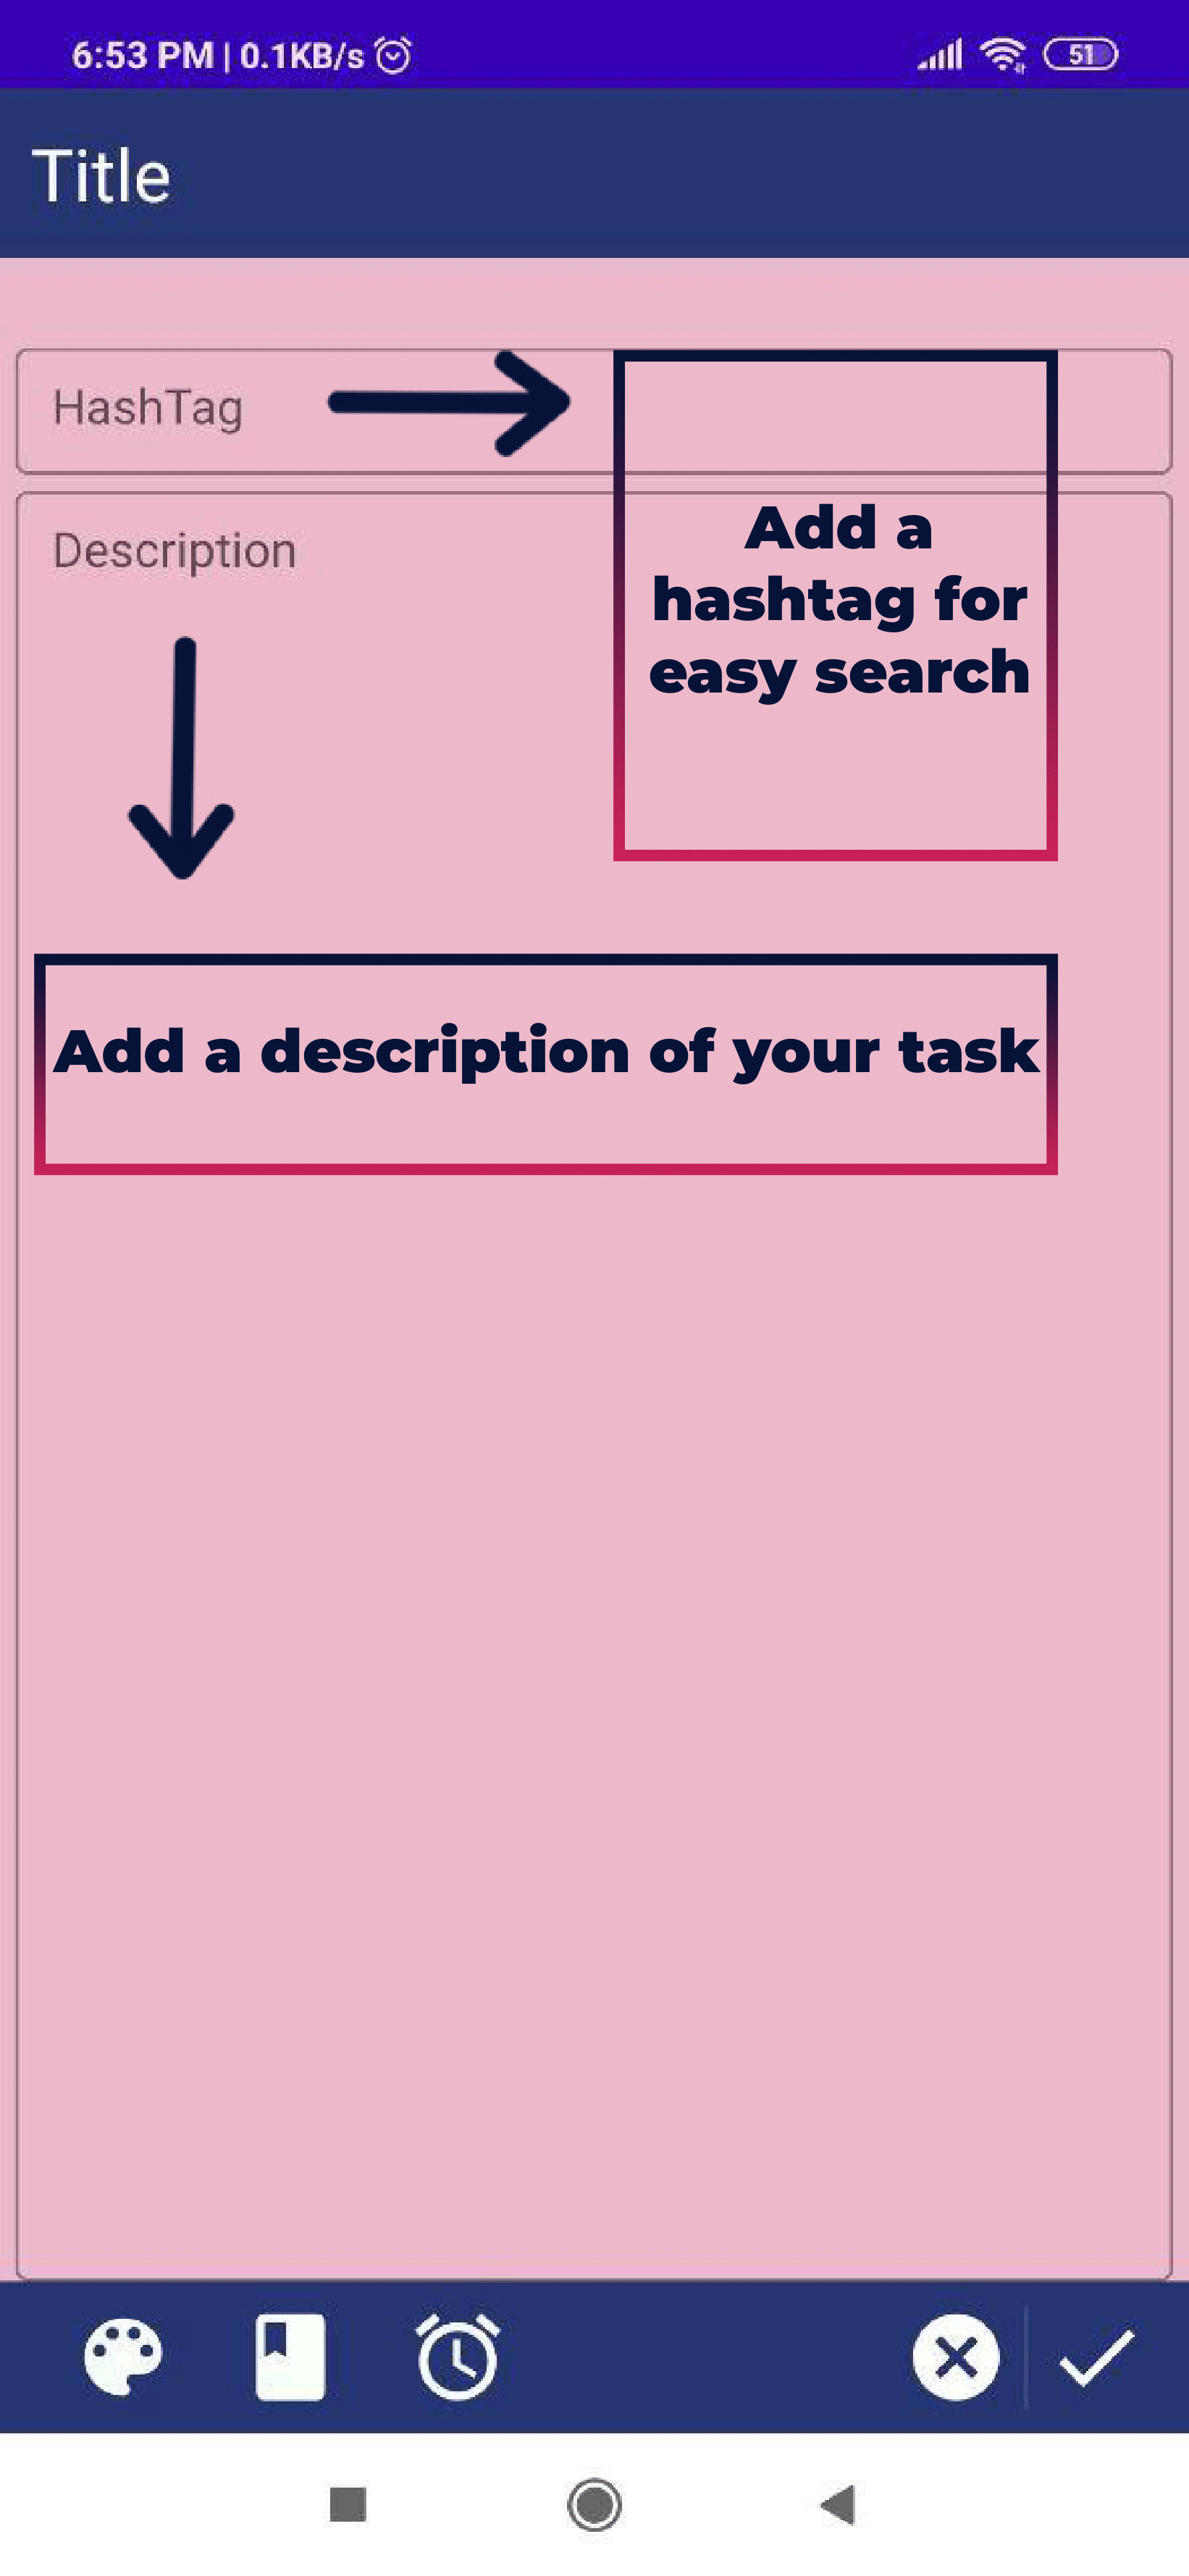 6:53 PM | 0.1KB/s
51
Title
HashTag
Description
Add a
hashtag for
easy search
Add a description of your task